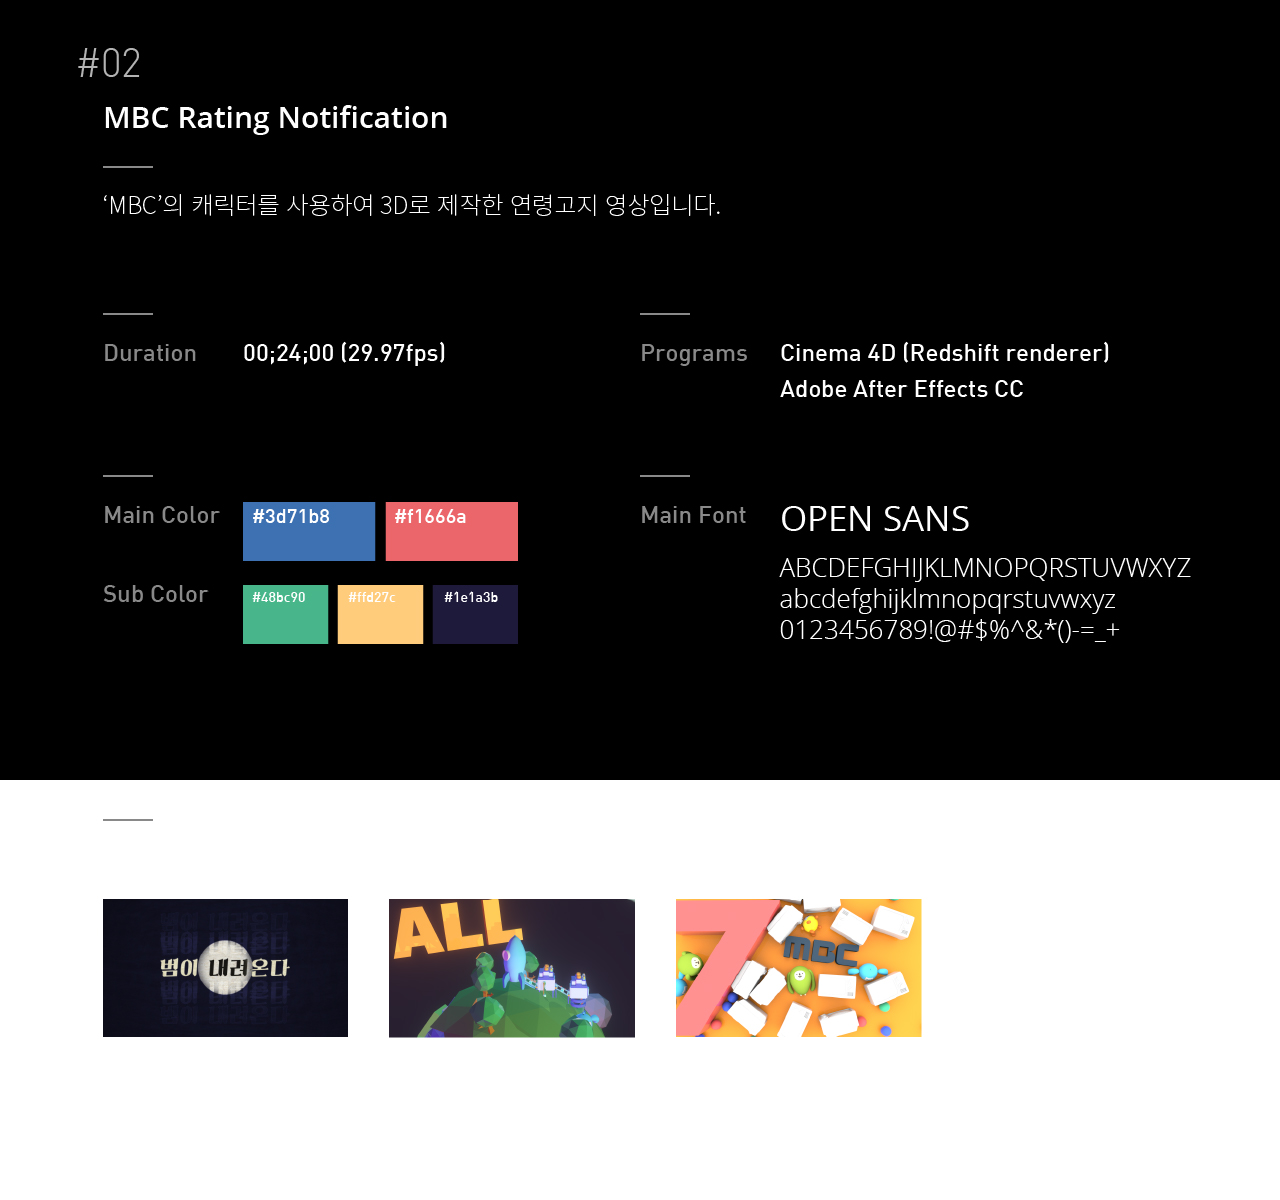 #02
MBC Rating Notification
‘MBC’의 캐릭터를 사용하여 3D로 제작한 연령고지 영상입니다.
Duration 00;24;00 (29.97fps)
Programs Cinema 4D (Redshift renderer)
Adobe After Effects CC
Main Color #3d71b8 #f1666a
Sub Color #48bc90 #ffd27c #1e1a3b
Main Font OPEN SANS
ABCDEFGHIJKLMNOPQRSTUVWXYZ
abcdefghijklmnopqrstuvwxyz
0123456789!@#$%^&*()-=_+
범이 내려온다
ALL
7 mbc